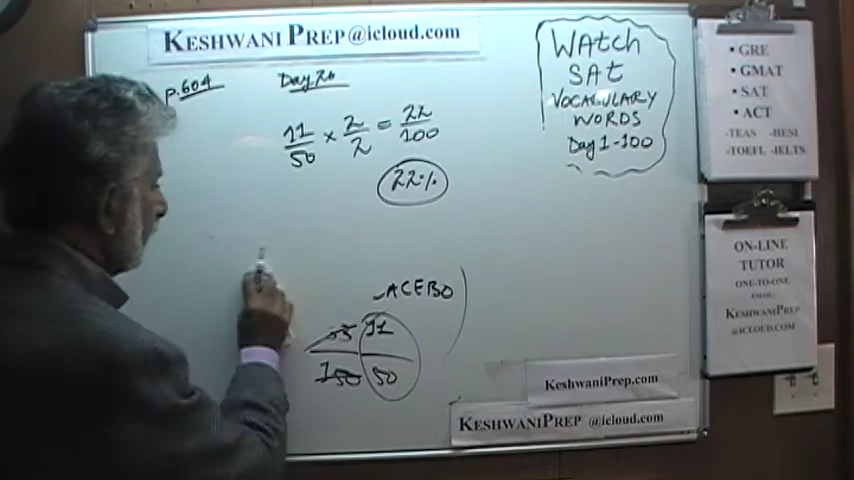 KESHWANI PREP@icloud.com
p.604
Day 26
11/50 × 2/2 = 22/100
22%
ACEBO
11
150
50
WAtch
SAt
VOCABULARY
WORDS
Day 1-100
• GRE
• GMAT
• SAT
• ACT
-TEAS -HESI
-TOEFL -IELTS
ON-LINE
TUTOR
ONE-TO-ONE
EMAIL:
KESHWANIPREP
@ICLOUD.COM
KeshwaniPrep.com
KESHWANIPREP @icloud.com